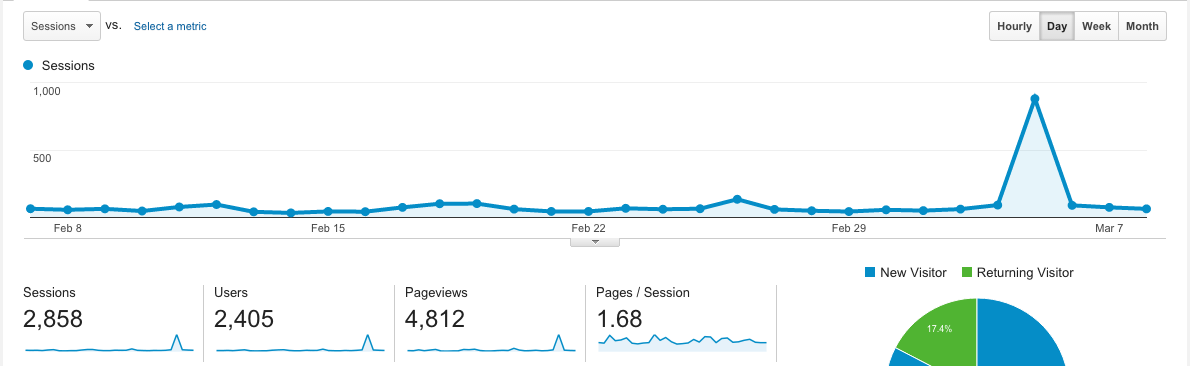 Sessions vs. Select a metric Hourly Day Week Month
Sessions
1,000
500
Feb 8 Feb 15 Feb 22 Feb 29 Mar 7
New Visitor Returning Visitor
Sessions Users Pageviews Pages / Session
2,858 2,405 4,812 1.68
17.4%